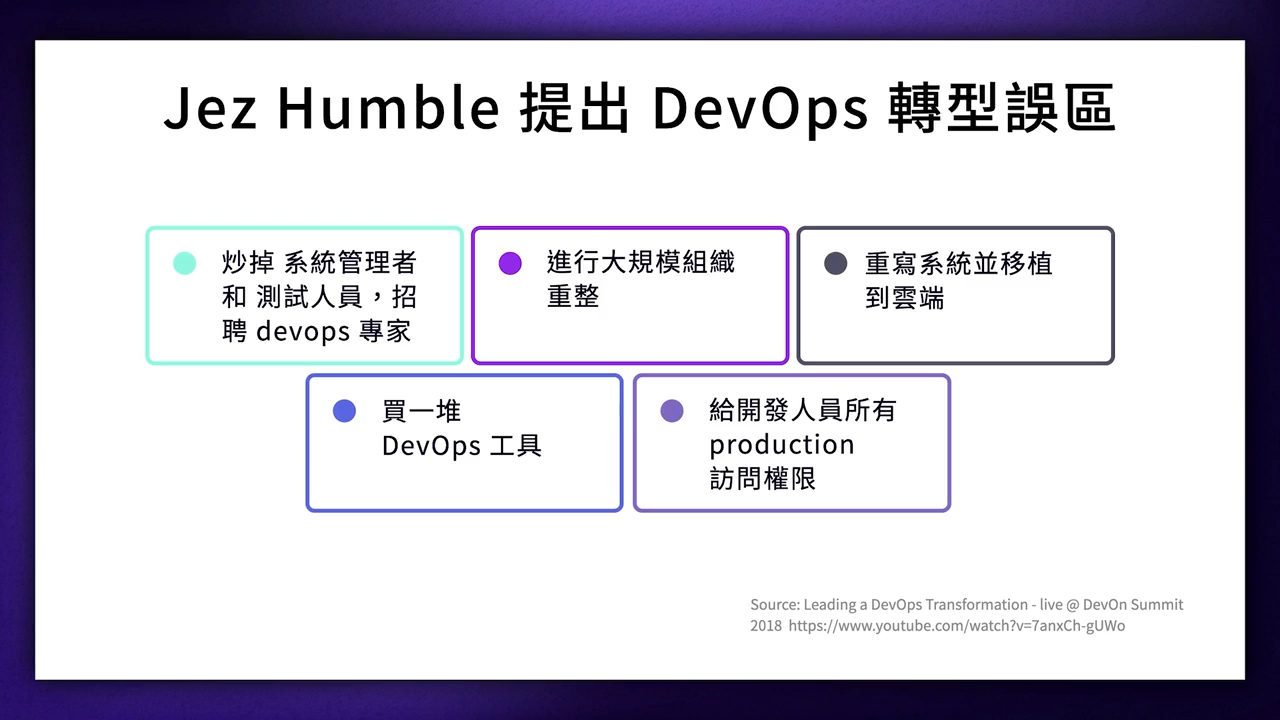 Jez Humble 提出 DevOps 轉型誤區
炒掉 系統管理者
和 測試人員，招
聘 devops 專家
進行大規模組織
重整
重寫系統並移植
到雲端
買一堆
DevOps 工具
給開發人員所有
production
訪問權限
Source: Leading a DevOps Transformation - live @ DevOn Summit
2018 https://www.youtube.com/watch?v=7anxCh-gUWo